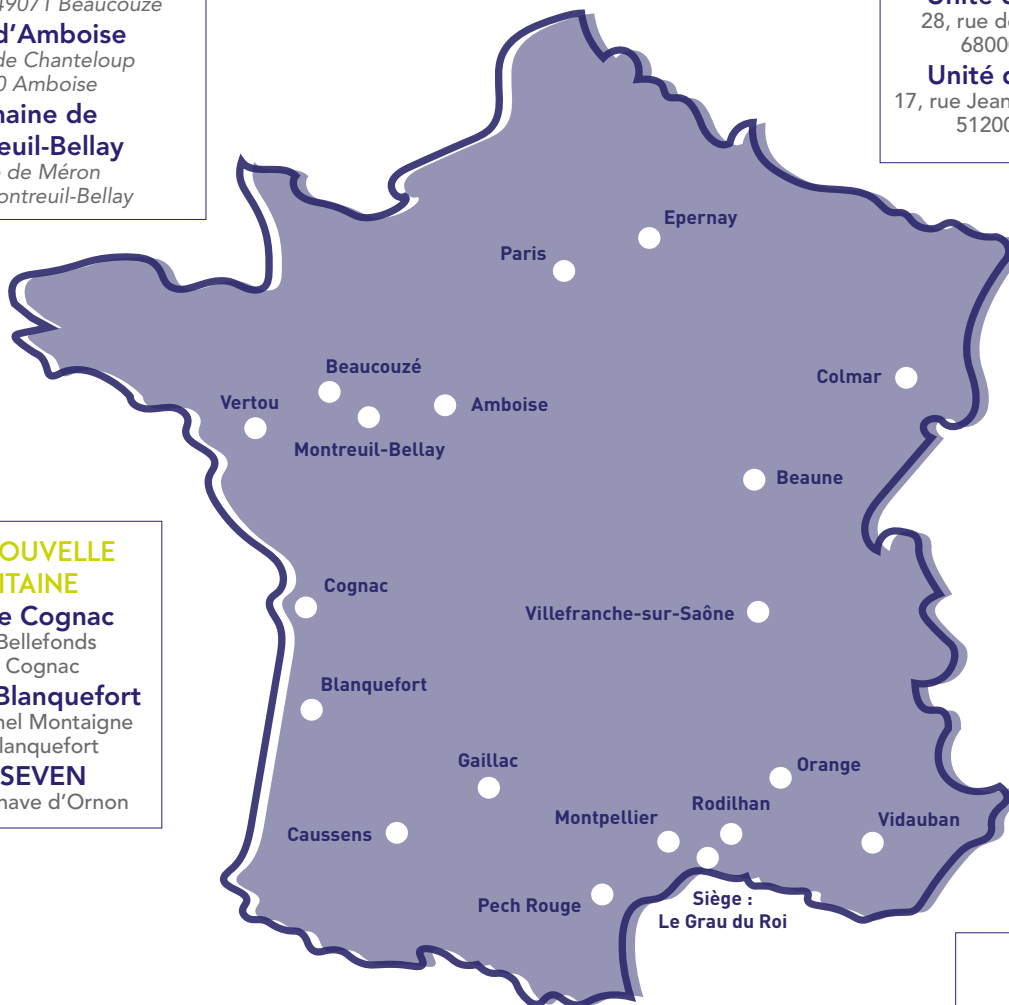 49071 Beaucouzé
d’Amboise
de Chanteloup
0 Amboise
maine de
euil-Bellay
de Méron
ontreuil-Bellay
28, rue de
6800
Unité
17, rue Jean
5120
Epernay
Paris
Beaucouzé
Colmar
Vertou
Amboise
Montreuil-Bellay
Beaune
OUVELLE
ITAINE
e Cognac
Bellefonds
Cognac
Blanquefort
nel Montaigne
lanquefort
SEVEN
nave d’Ornon
Cognac
Villefranche-sur-Saône
Blanquefort
Gaillac
Orange
Rodilhan
Montpellier
Vidauban
Caussens
Pech Rouge
Siège :
Le Grau du Roi